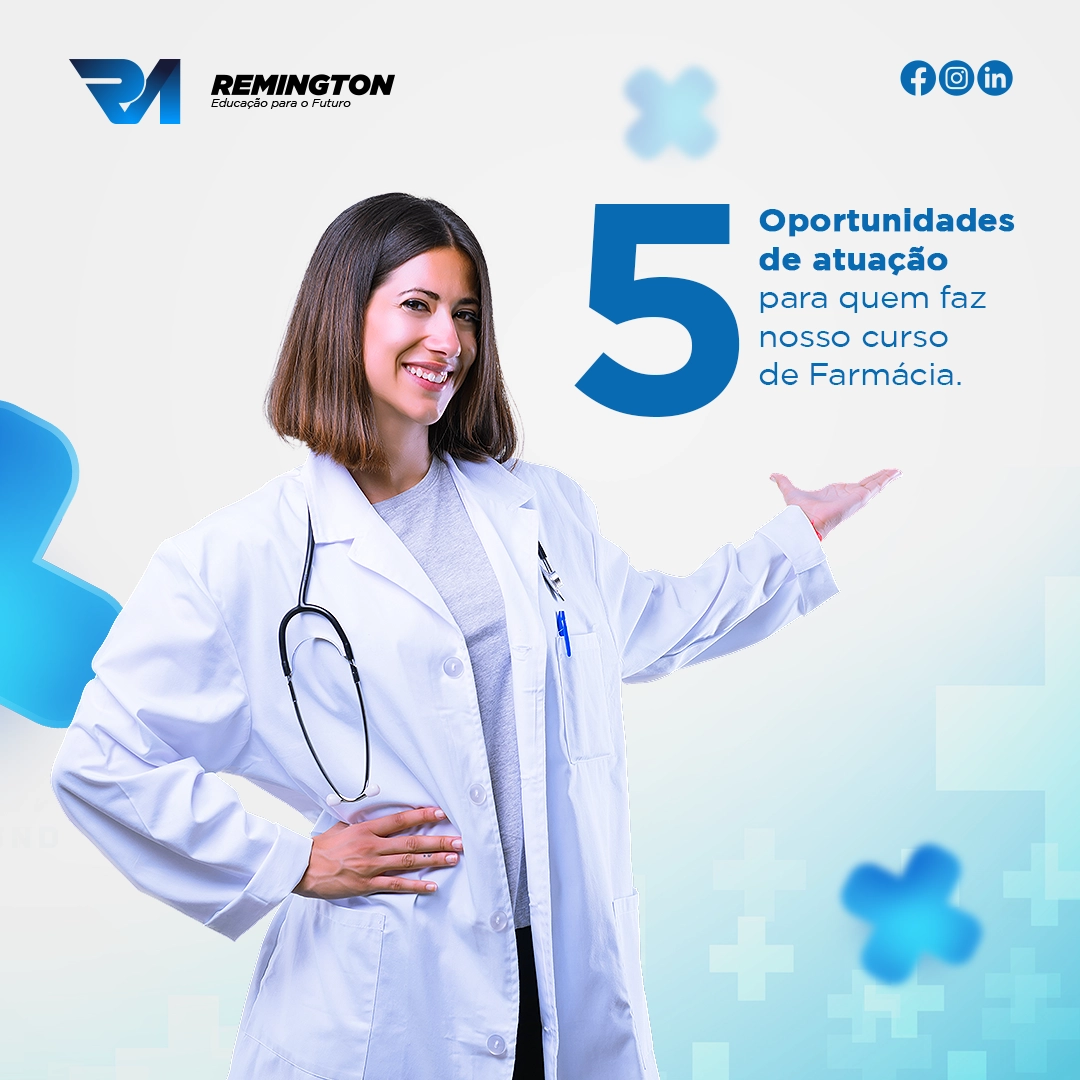 REMINGTON
Educação para o Futuro
5
Oportunidades
de atuação
para quem faz
nosso curso
de Farmácia.